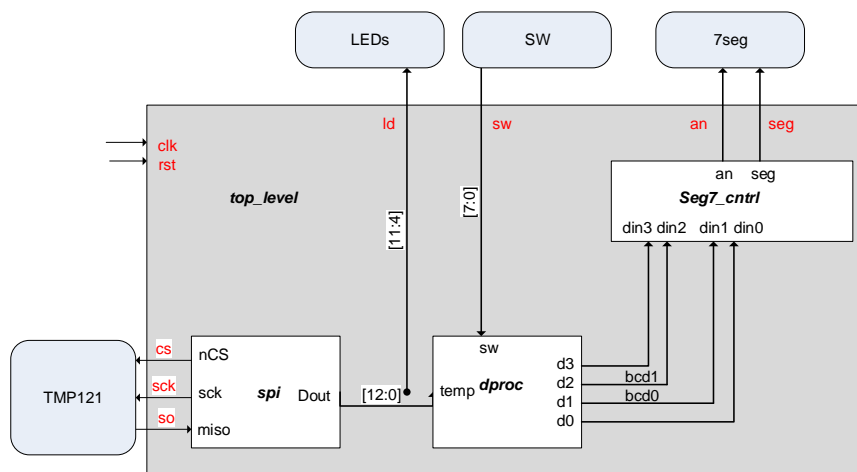 LEDs
SW
7seg
ld
sw
an
seg
clk
rst
an seg
top_level
Seg7_cntrl
[11:4]
[7:0]
din3 din2 din1 din0
cs
nCS
sw
d3
sck
sck
spi
Dout
[12:0]
temp
dproc
d2
bcd1
TMP121
d1
bcd0
so
miso
d0